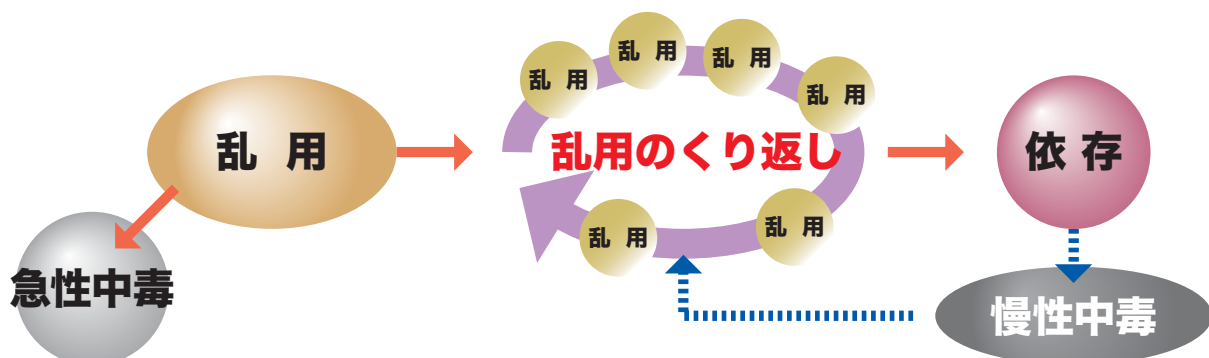 乱 用
乱 用
乱 用
乱 用
乱 用
乱用のくり返し
依 存
乱 用
乱 用
急性中毒
慢性中毒